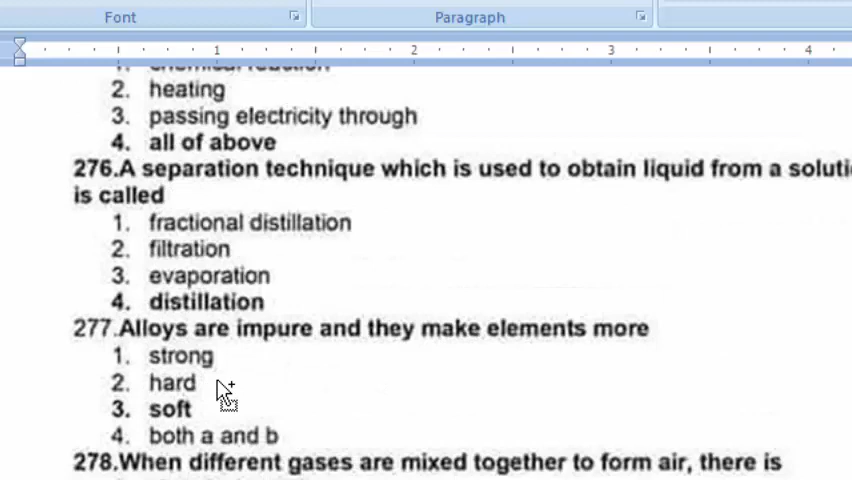 Font Paragraph
1 2 3 4
1. chemical reaction
2. heating
3. passing electricity through
4. all of above
276.A separation technique which is used to obtain liquid from a soluti
is called
1. fractional distillation
2. filtration
3. evaporation
4. distillation
277.Alloys are impure and they make elements more
1. strong
2. hard
3. soft
4. both a and b
278.When different gases are mixed together to form air, there is